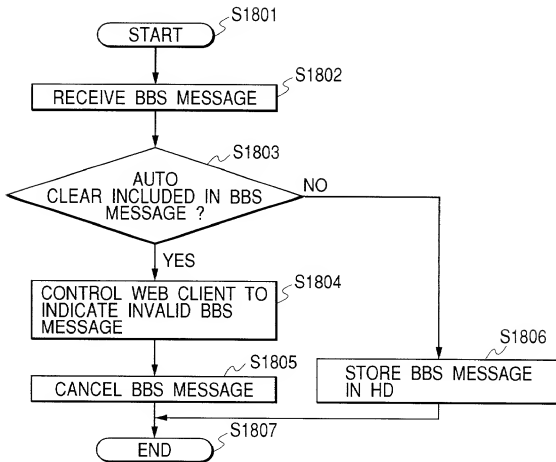 S1801
START
S1802
RECEIVE BBS MESSAGE
S1803
AUTO
CLEAR INCLUDED IN BBS
MESSAGE ?
NO
YES
S1804
CONTROL WEB CLIENT TO
INDICATE INVALID BBS
MESSAGE
S1805
CANCEL BBS MESSAGE
S1806
STORE BBS MESSAGE
IN HD
S1807
END